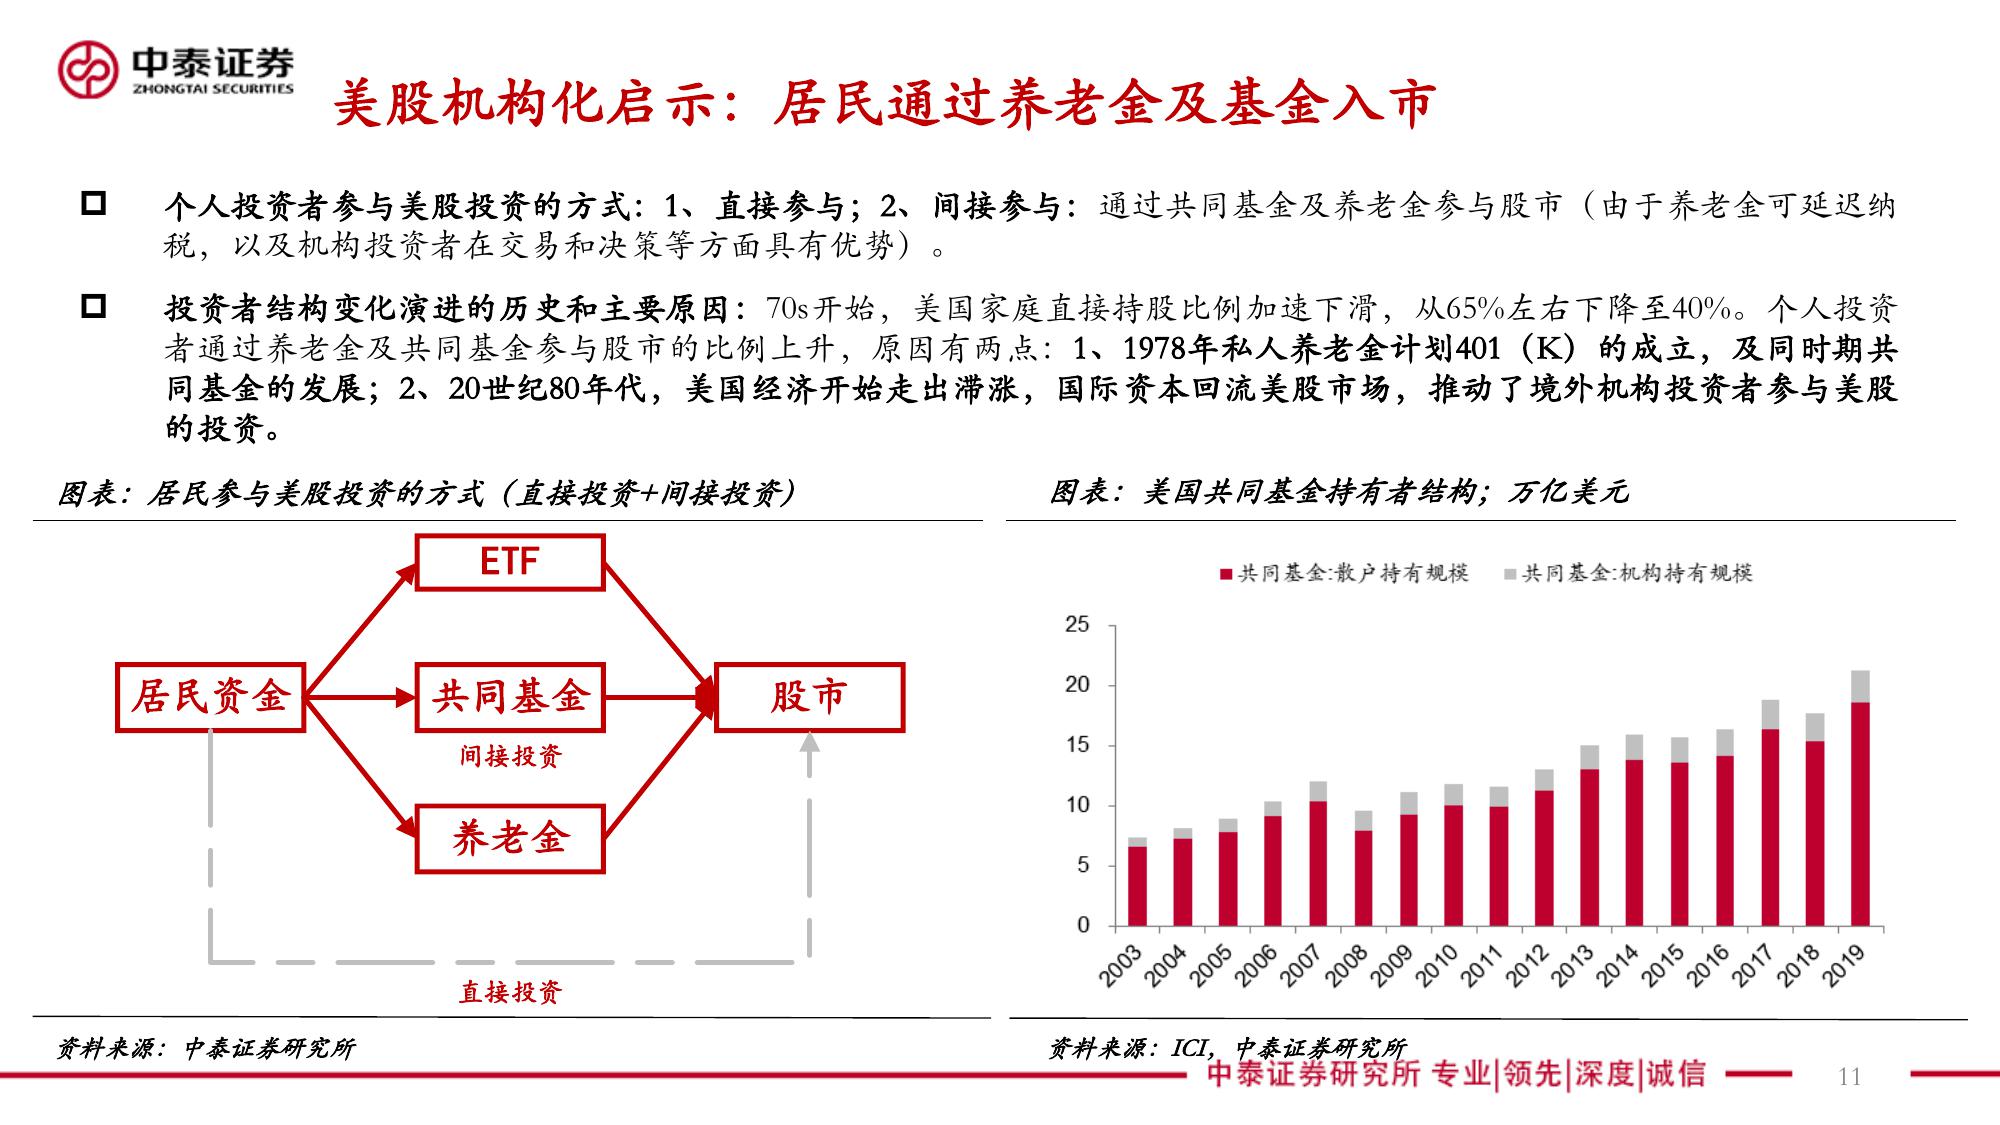 中泰证券
ZHONGTAI SECURITIES
美股机构化启示：居民通过养老金及基金入市
个人投资者参与美股投资的方式：1、直接参与；2、间接参与：通过共同基金及养老金参与股市（由于养老金可延迟纳
税，以及机构投资者在交易和决策等方面具有优势）。
投资者结构变化演进的历史和主要原因：70s开始，美国家庭直接持股比例加速下滑，从65%左右下降至40%。个人投资
者通过养老金及共同基金参与股市的比例上升，原因有两点：1、1978年私人养老金计划401（K）的成立，及同时期共
同基金的发展；2、20世纪80年代，美国经济开始走出滞涨，国际资本回流美股市场，推动了境外机构投资者参与美股
的投资。
图表：居民参与美股投资的方式（直接投资+间接投资）
ETF
居民资金
共同基金
股市
间接投资
养老金
直接投资
资料来源：中泰证券研究所
图表：美国共同基金持有者结构；万亿美元
共同基金:散户持有规模
共同基金:机构持有规模
25
20
15
10
5
0
2003
2004
2005
2006
2007
2008
2009
2010
2011
2012
2013
2014
2015
2016
2017
2018
2019
资料来源：ICI，中泰证券研究所
中泰证券研究所 专业|领先|深度|诚信
11